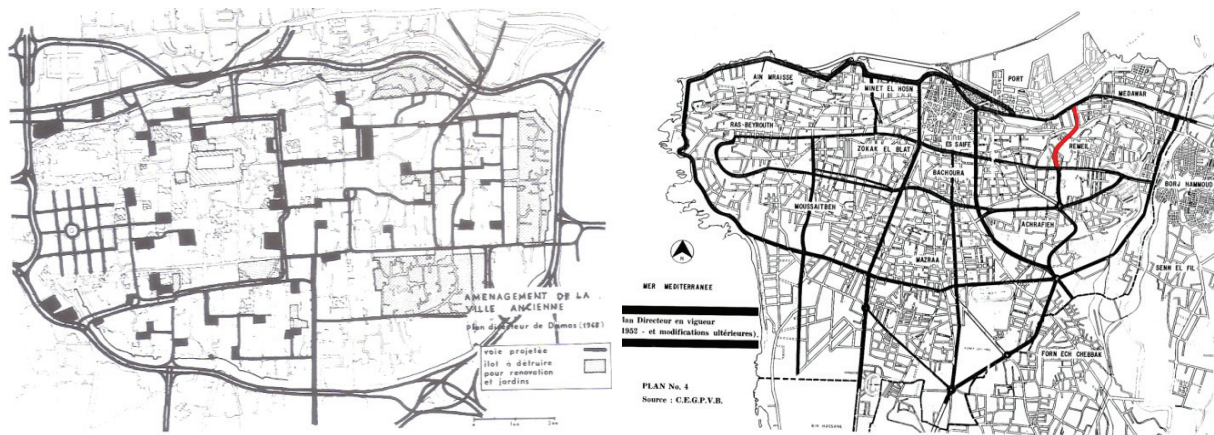 AMENAGEMENT DE LA
VILLE ANCIENNE
plan directeur de Damas (1968)
voie projetée
ilot à détruire
pour renovation
et jardins
AIN MRAISSE
MINET EL HOSN
PORT
MEDAWAR
RAS-BEYROUTH
ZOKAK EL BLAT
ES SAIFE
REMEIL
BACHOURA
BORJ HAMMOUD
MOUSSAITBEH
ACHRAFIEH
MAZRAA
SENN EL FIL
N
MER MEDITERRANEE
lan Directeur en vigueur
1952 - et modifications ultérieures).
FORN ECH CHEBBAK
PLAN No. 4
Source : C.E.G.P.V.B.
BIR HASSANE